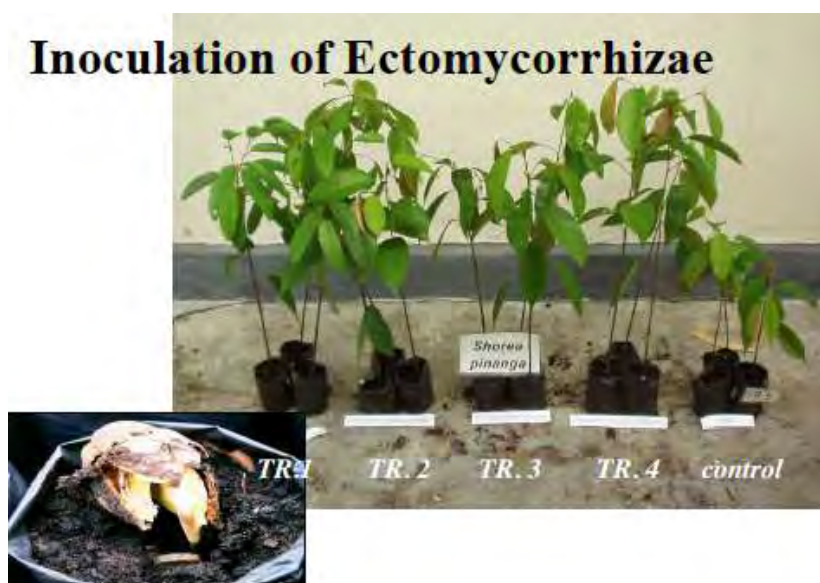 Inoculation of Ectomycorrhizae
Shorea
pinanga
TR.1
TR. 2
TR. 3
TR. 4
control